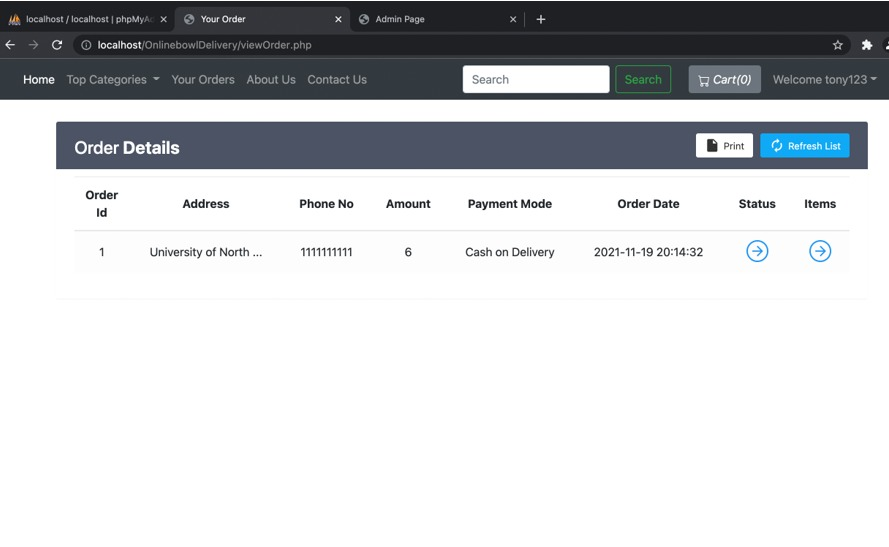 localhost / localhost | phpMyAc
Your Order
Admin Page
localhost/OnlinebowlDelivery/viewOrder.php
Home Top Categories Your Orders About Us Contact Us Search Search Cart(0) Welcome tony123
Order Details Print Refresh List
Order Id Address Phone No Amount Payment Mode Order Date Status Items
1 University of North ... 1111111111 6 Cash on Delivery 2021-11-19 20:14:32